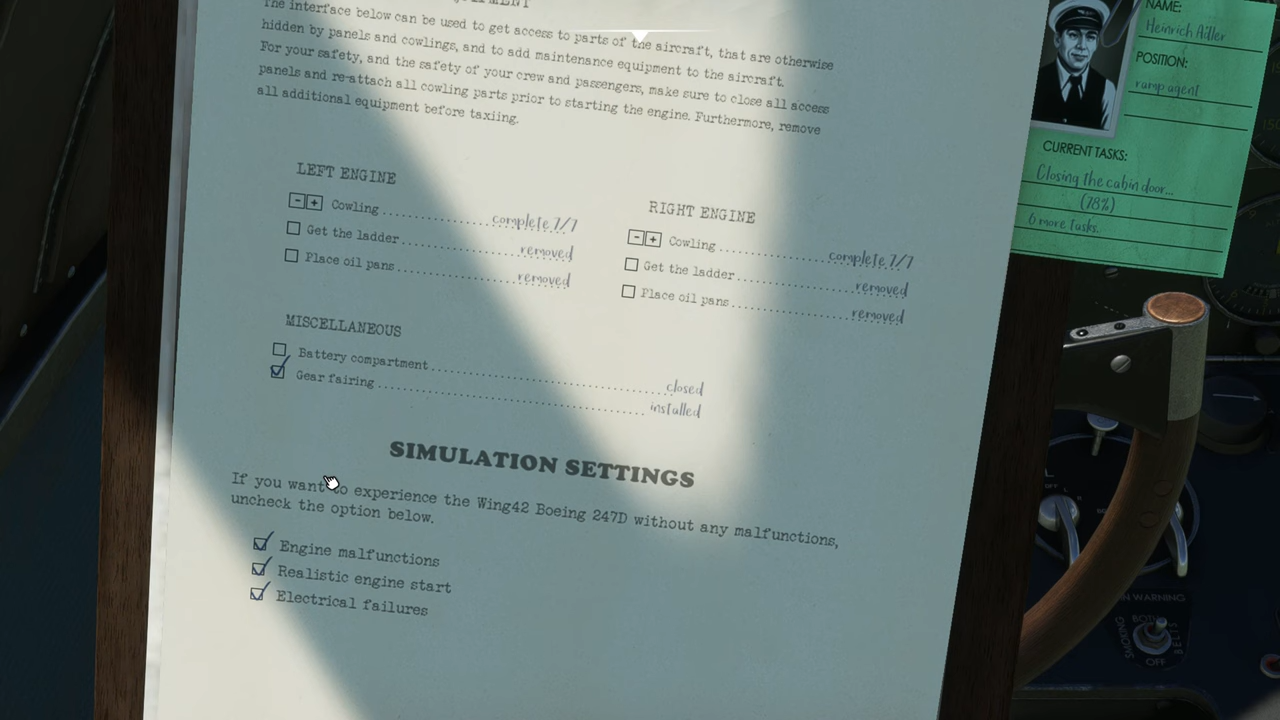 The interface below can be used to get access to parts of the aircraft, that are otherwise
hidden by panels and cowlings, and to add maintenance equipment to the aircraft.
For your safety, and the safety of your crew and passengers, make sure to close all access
panels and re-attach all cowling parts prior to starting the engine. Furthermore, remove
all additional equipment before taxiing.
LEFT ENGINE
- + Cowling complete 7/7
Get the ladder removed
Place oil pans removed
RIGHT ENGINE
- + Cowling complete 7/7
Get the ladder removed
Place oil pans removed
MISCELLANEOUS
Battery compartment closed
Gear fairing installed
SIMULATION SETTINGS
If you want to experience the Wing42 Boeing 247D without any malfunctions,
uncheck the option below.
Engine malfunctions
Realistic engine start
Electrical failures
NAME:
Heinrich Adler
POSITION:
ramp agent
CURRENT TASKS:
Closing the cabin door...
(78%)
6 more tasks.
WARNING
SMOKING
BOTH
BELTS
OFF